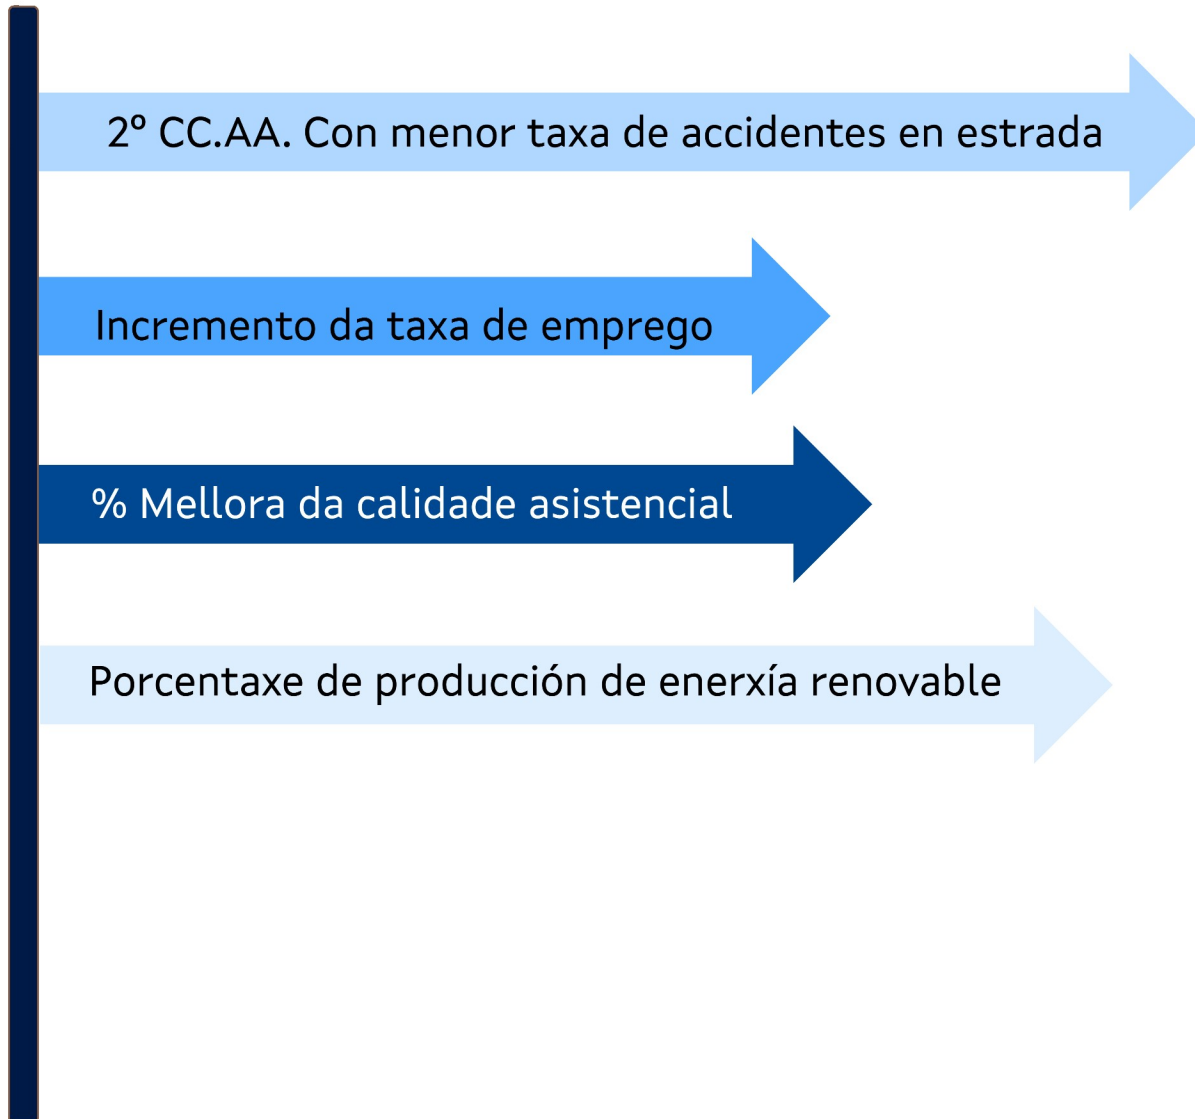 2º CC.AA. Con menor taxa de accidentes en estrada
Incremento da taxa de emprego
% Mellora da calidade asistencial
Porcentaxe de producción de enerxía renovable